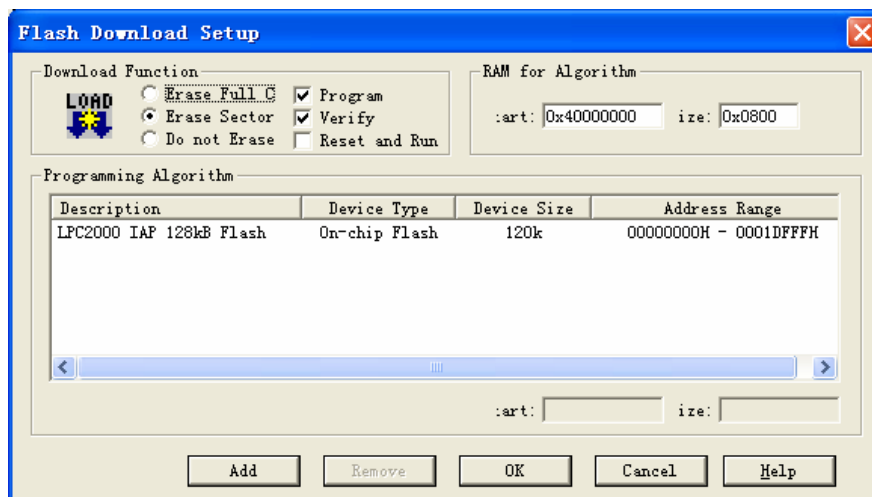 Flash Download Setup
Download Function
LOAD
Erase Full C
Erase Sector
Do not Erase
Program
Verify
Reset and Run
RAM for Algorithm
:art: 0x40000000 ize: 0x0800
Programming Algorithm
Description Device Type Device Size Address Range
LPC2000 IAP 128kB Flash On-chip Flash 120k 00000000H - 0001DFFFH
:art: ize:
Add Remove OK Cancel Help